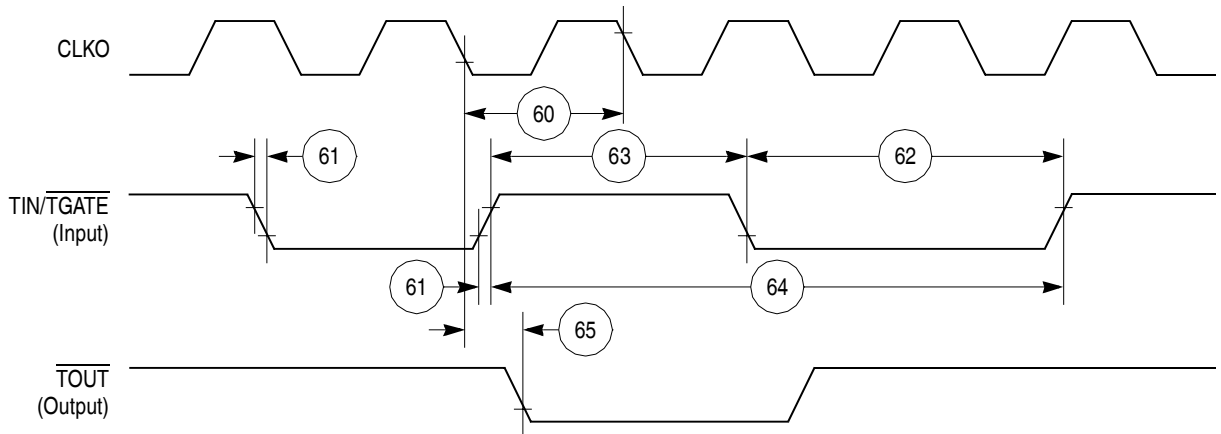 CLKO
60
61
63
62
TIN/TGATE
(Input)
61
64
65
TOUT
(Output)